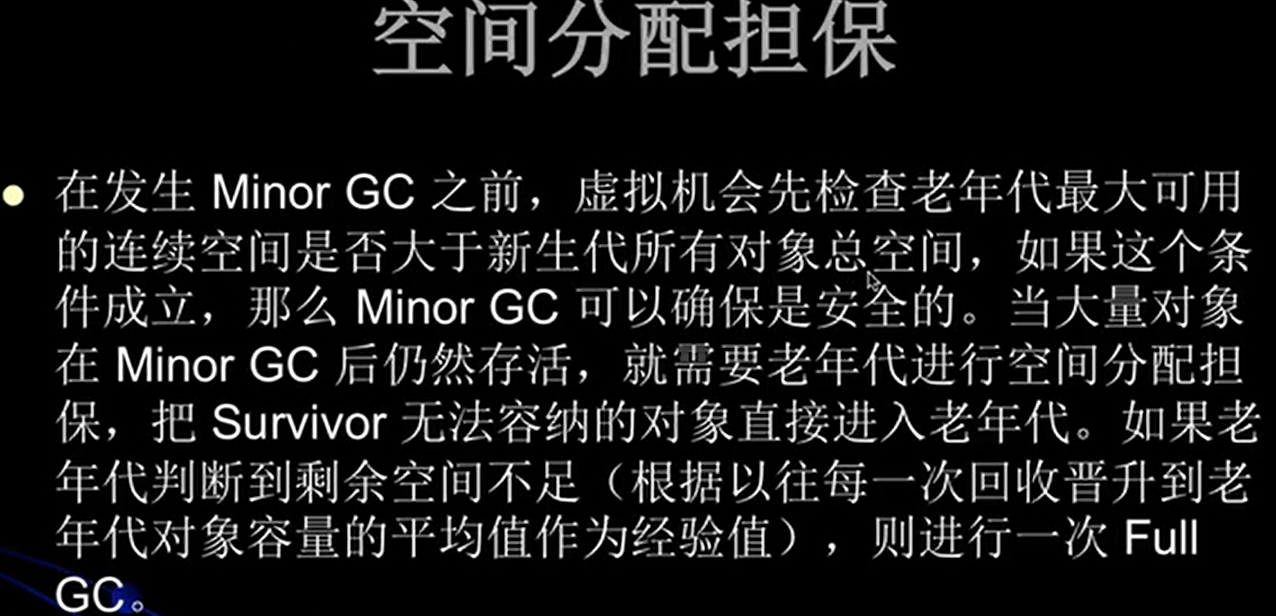 空间分配担保
在发生 Minor GC 之前，虚拟机会先检查老年代最大可用
的连续空间是否大于新生代所有对象总空间，如果这个条
件成立，那么 Minor GC 可以确保是安全的。当大量对象
在 Minor GC 后仍然存活，就需要老年代进行空间分配担
保，把 Survivor 无法容纳的对象直接进入老年代。如果老
年代判断到剩余空间不足（根据以往每一次回收晋升到老
年代对象容量的平均值作为经验值），则进行一次 Full
GC。